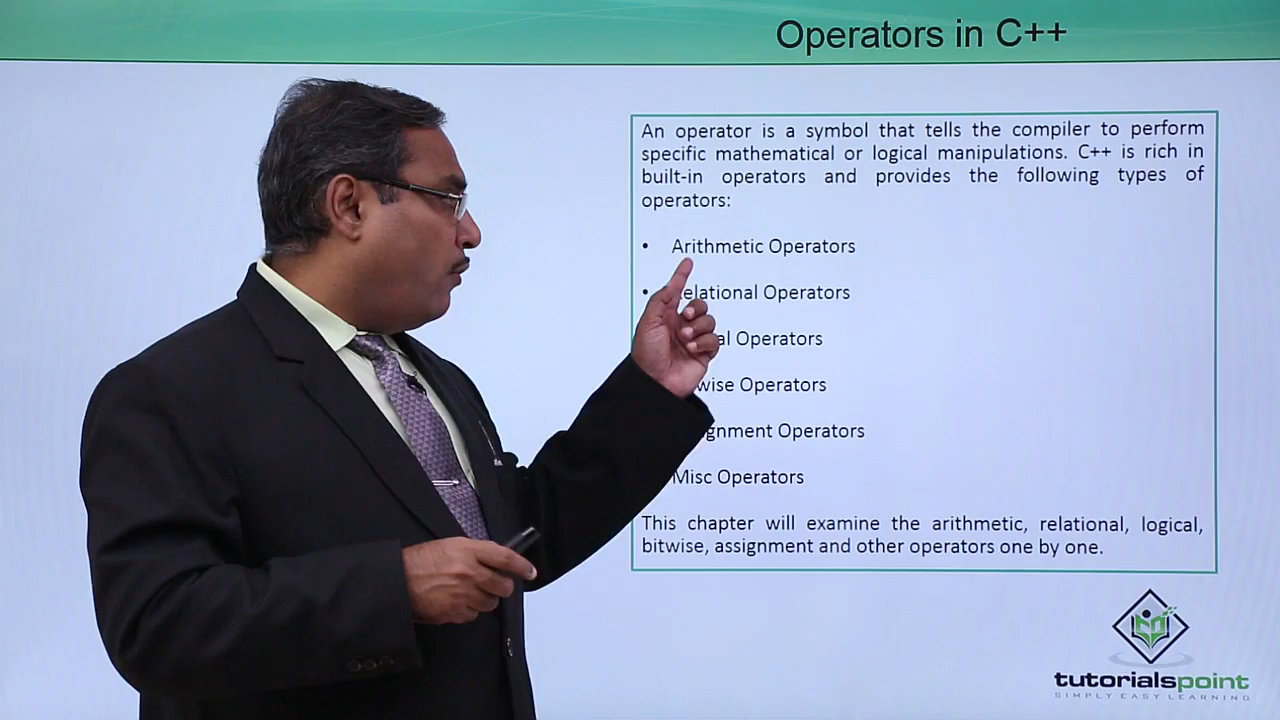 Operators in C++
An operator is a symbol that tells the compiler to perform
specific mathematical or logical manipulations. C++ is rich in
built-in operators and provides the following types of
operators:
• Arithmetic Operators
• elational Operators
al Operators
wise Operators
gnment Operators
Misc Operators
This chapter will examine the arithmetic, relational, logical,
bitwise, assignment and other operators one by one.
tutorialspoint
SIMPLY EASY LEARNING